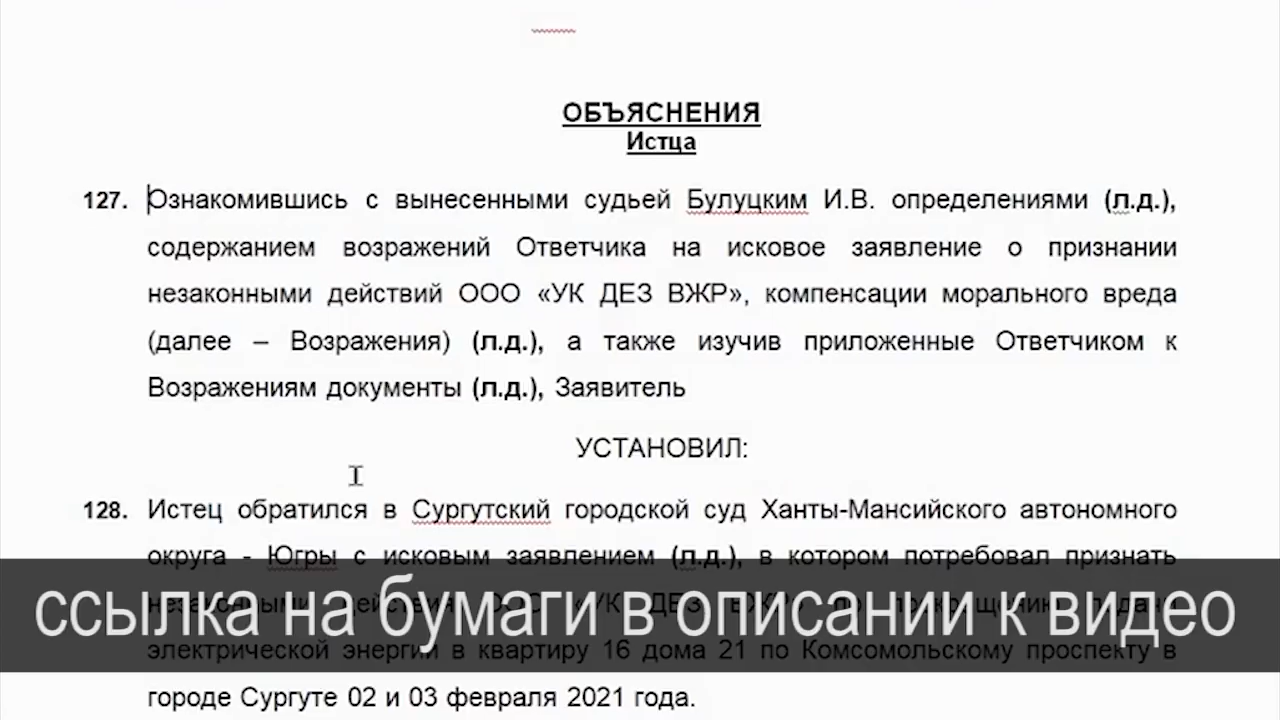 ОБЪЯСНЕНИЯ
Истца
127. Ознакомившись с вынесенными судьей Булуцким И.В. определениями (л.д.),
содержанием возражений Ответчика на исковое заявление о признании
незаконными действий ООО «УК ДЕЗ ВЖР», компенсации морального вреда
(далее – Возражения) (л.д.), а также изучив приложенные Ответчиком к
Возражениям документы (л.д.), Заявитель
УСТАНОВИЛ:
128. Истец обратился в Сургутский городской суд Ханты-Мансийского автономного
округа - Югры с исковым заявлением (л.д.), в котором потребовал признать
ссылка на бумаги в описании к видео
электрической энергии в квартиру 16 дома 21 по Комсомольскому проспекту в
городе Сургуте 02 и 03 февраля 2021 года.